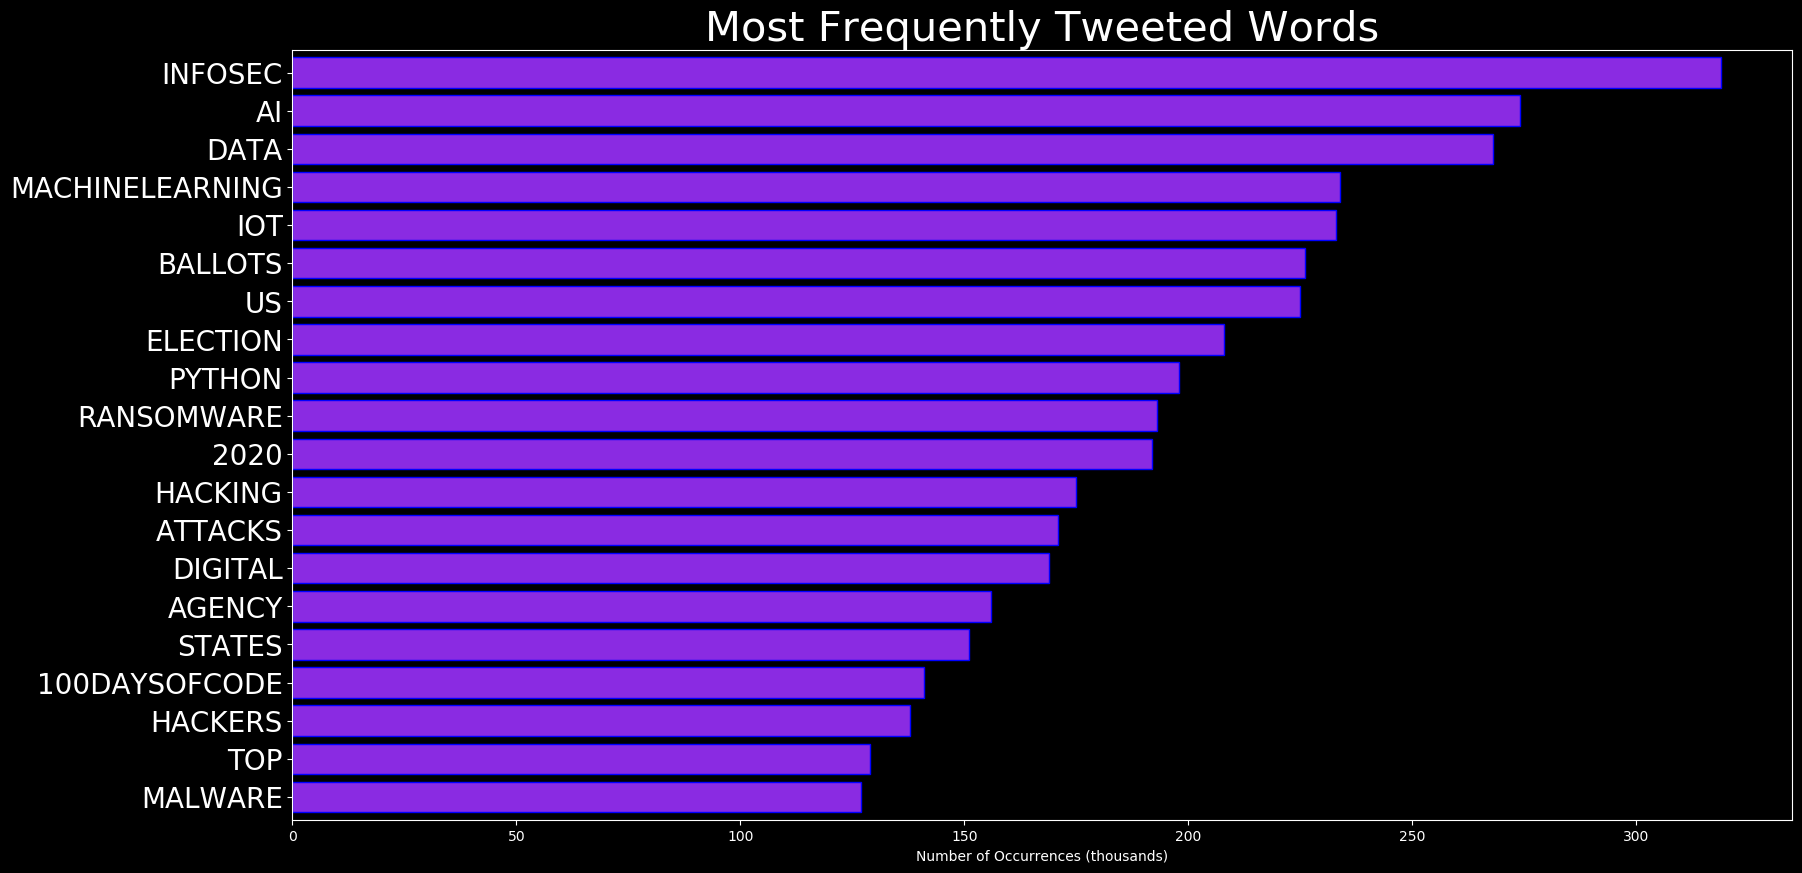 Most Frequently Tweeted Words
INFOSEC
AI
DATA
MACHINELEARNING
IOT
BALLOTS
US
ELECTION
PYTHON
RANSOMWARE
2020
HACKING
ATTACKS
DIGITAL
AGENCY
STATES
100DAYSOFCODE
HACKERS
TOP
MALWARE
0 50 100 150 200 250 300
Number of Occurrences (thousands)